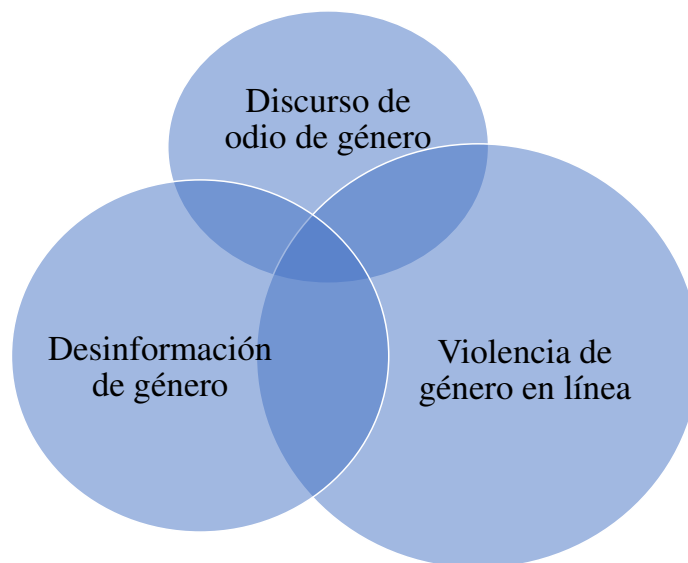 Discurso de
odio de género
Desinformación
de género
Violencia de
género en línea